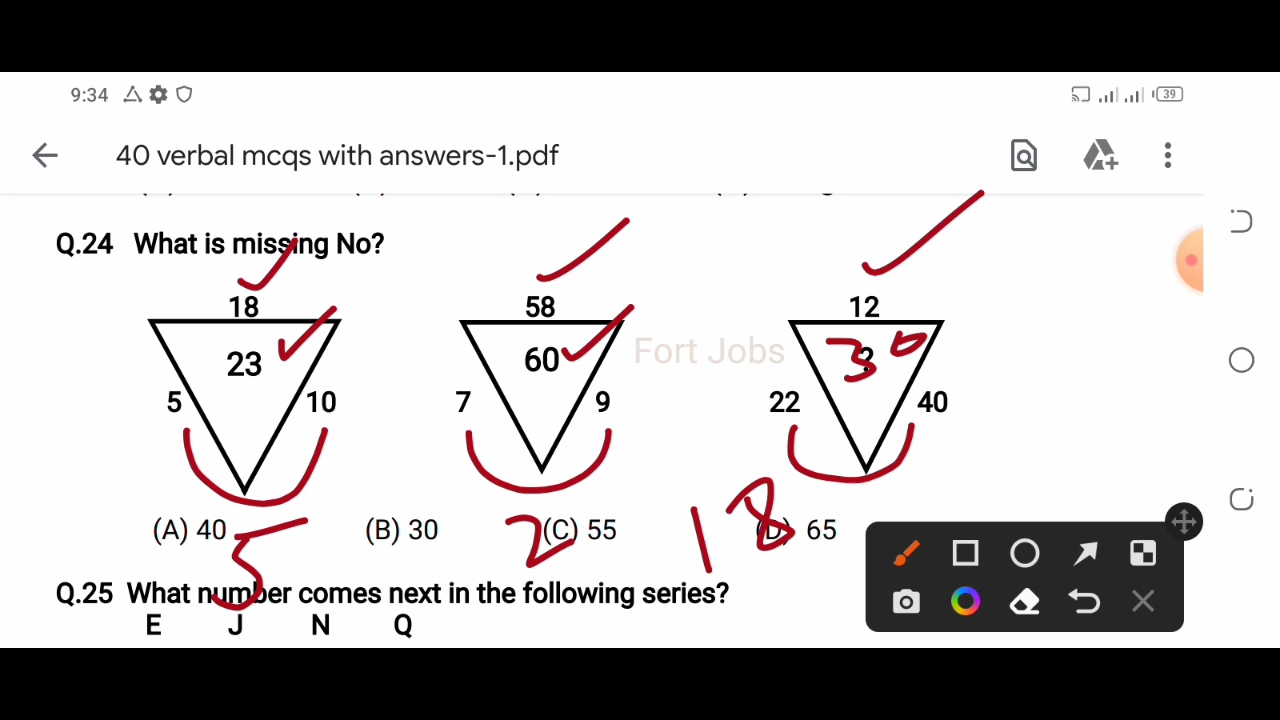 9:34 39
40 verbal mcqs with answers-1.pdf
Q.24 What is missing No?
18 58 12
23 60 ? 30
Fort Jobs
5 10 7 9 22 40
(A) 40 (B) 30 (C) 55 (D) 65
5 2 18
Q.25 What number comes next in the following series?
E J N Q